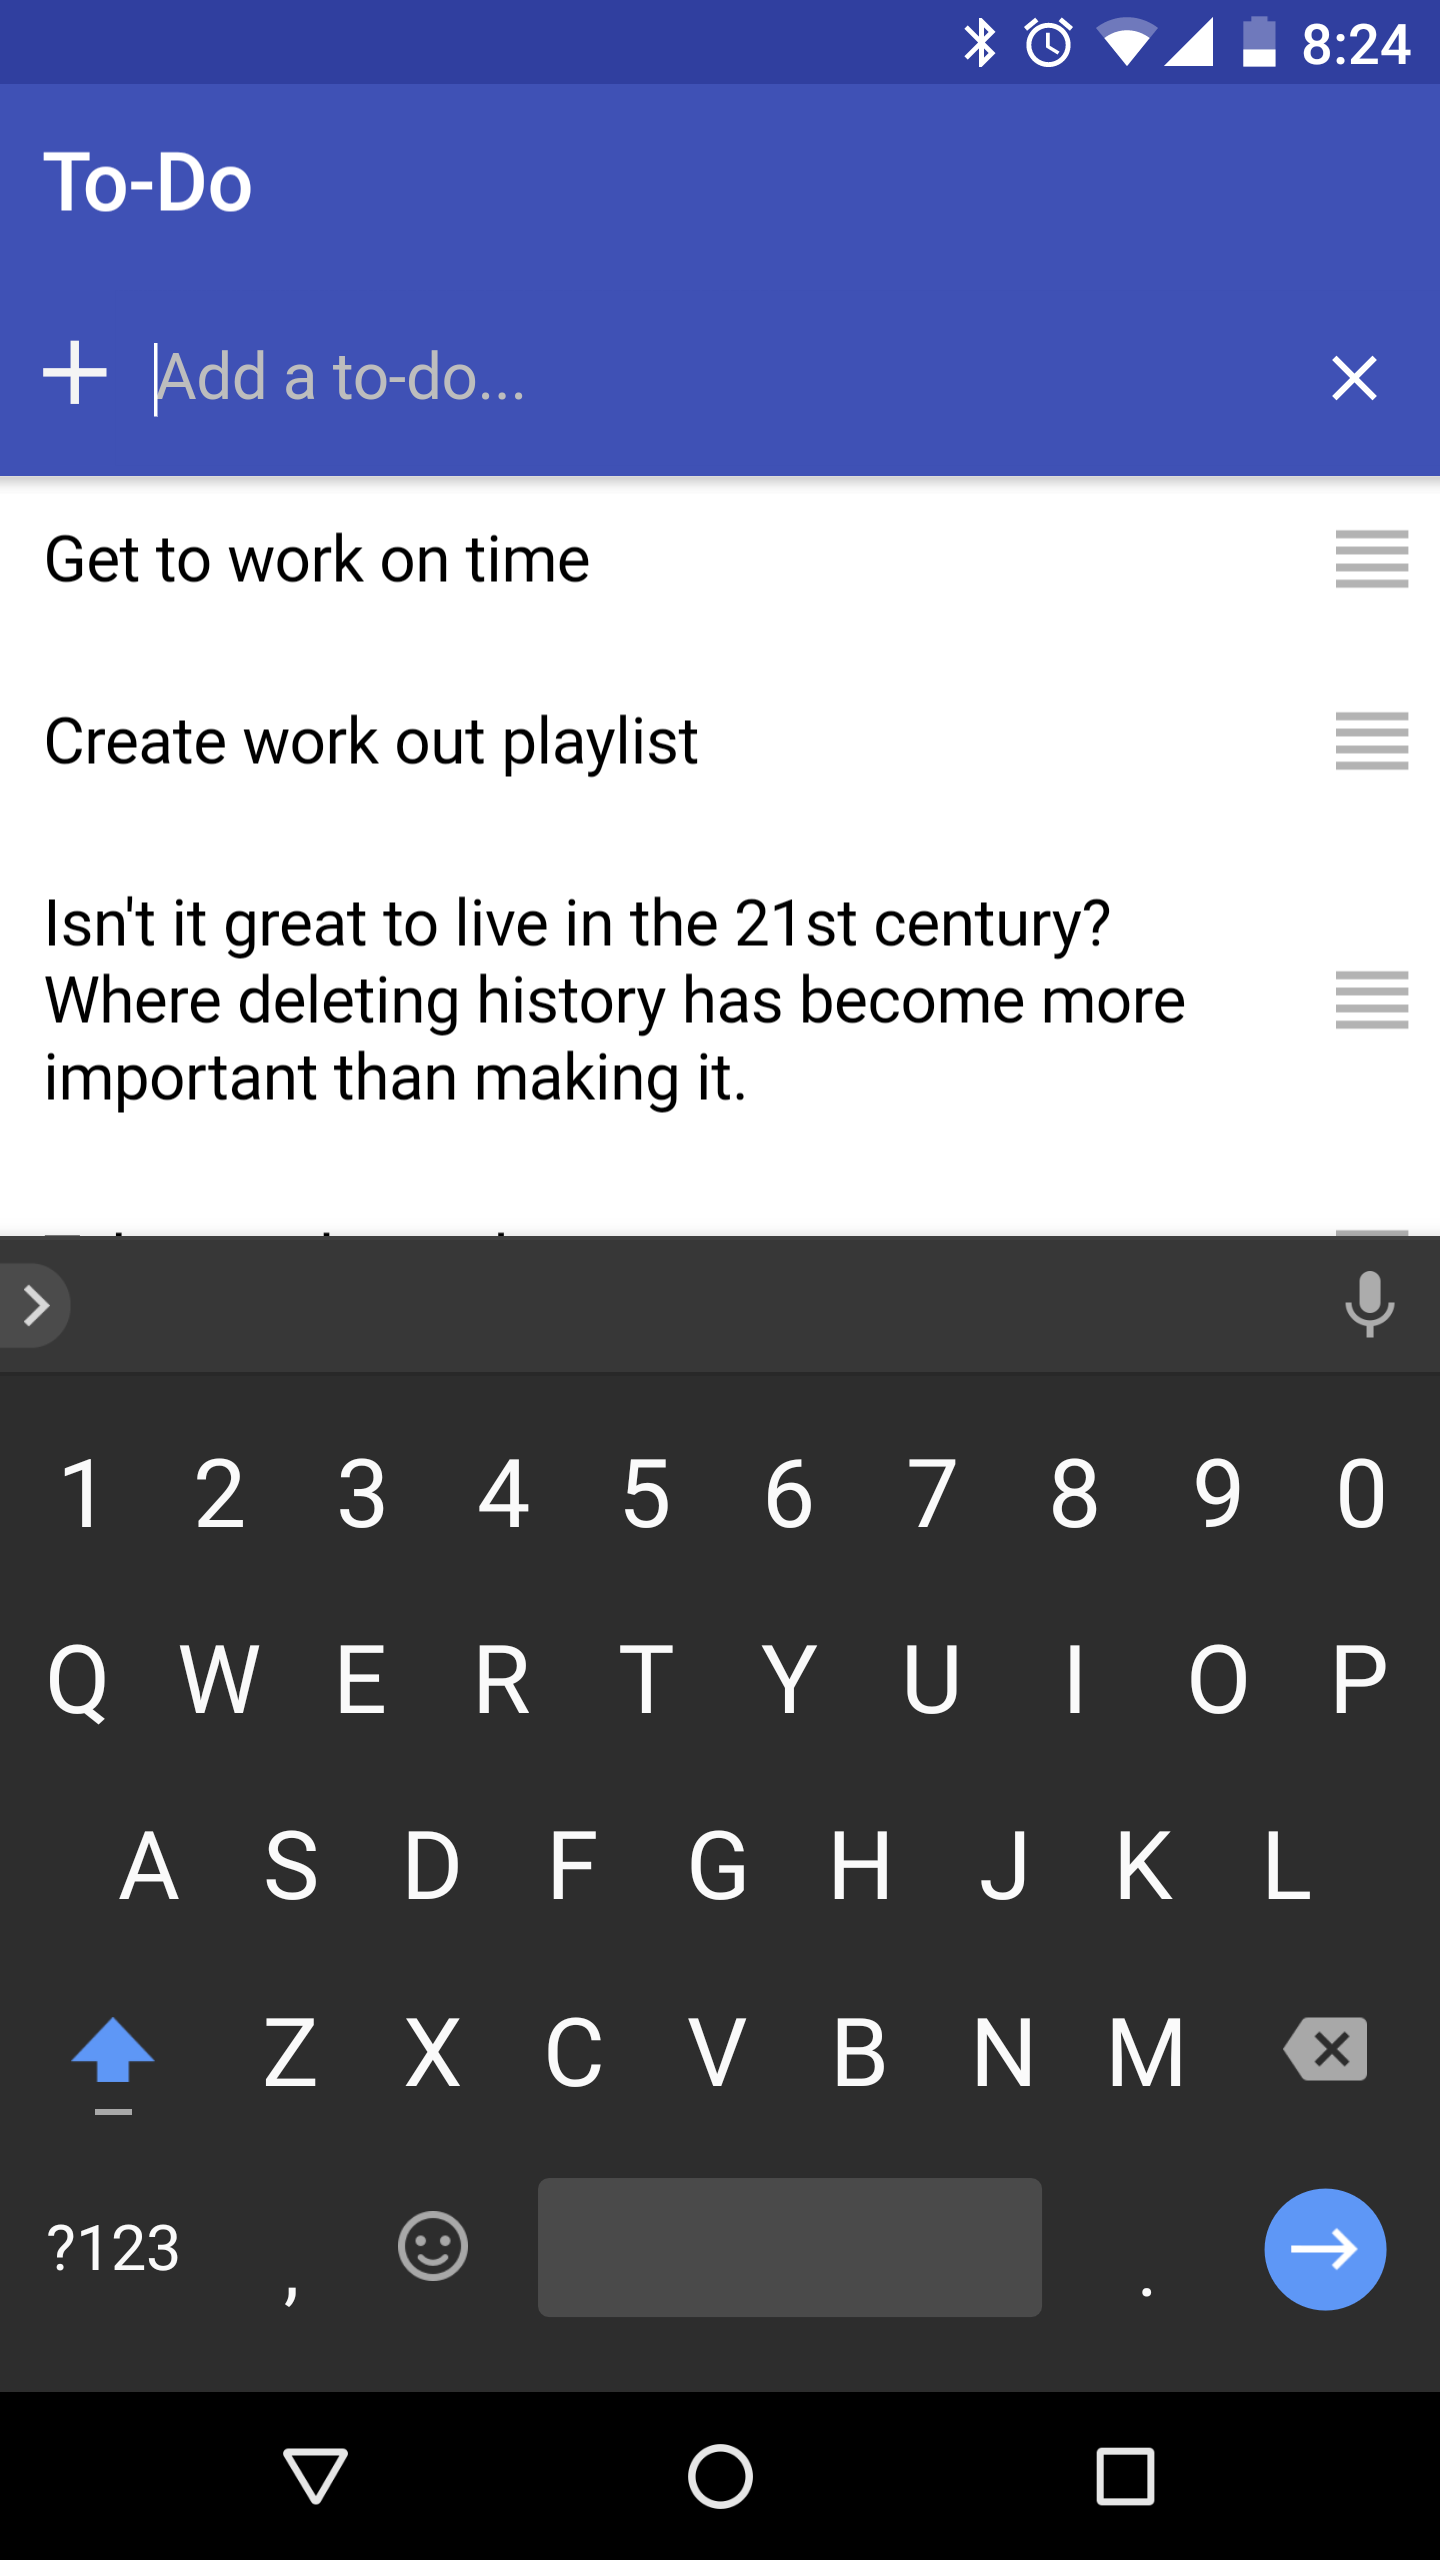 8:24
To-Do
Add a to-do...
Get to work on time
Create work out playlist
Isn't it great to live in the 21st century?
Where deleting history has become more
important than making it.
1 2 3 4 5 6 7 8 9 0
Q W E R T Y U I O P
A S D F G H J K L
Z X C V B N M
?123 , .